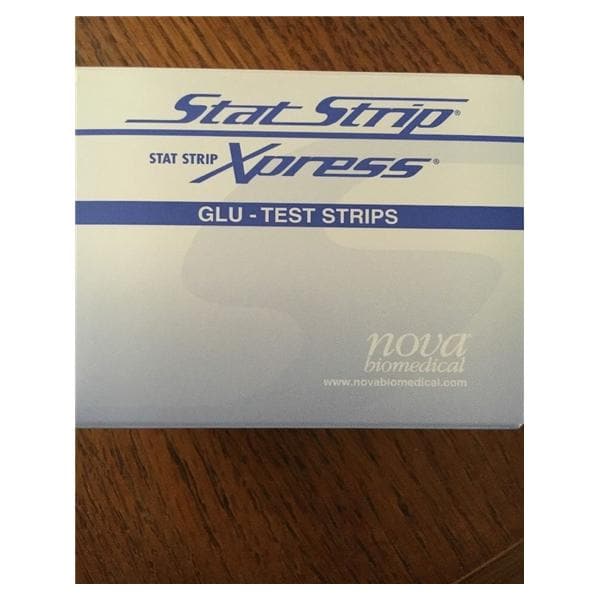 Stat Strip®
STAT STRIP Xpress®
GLU - TEST STRIPS
nova®
biomedical
www.novabiomedical.com